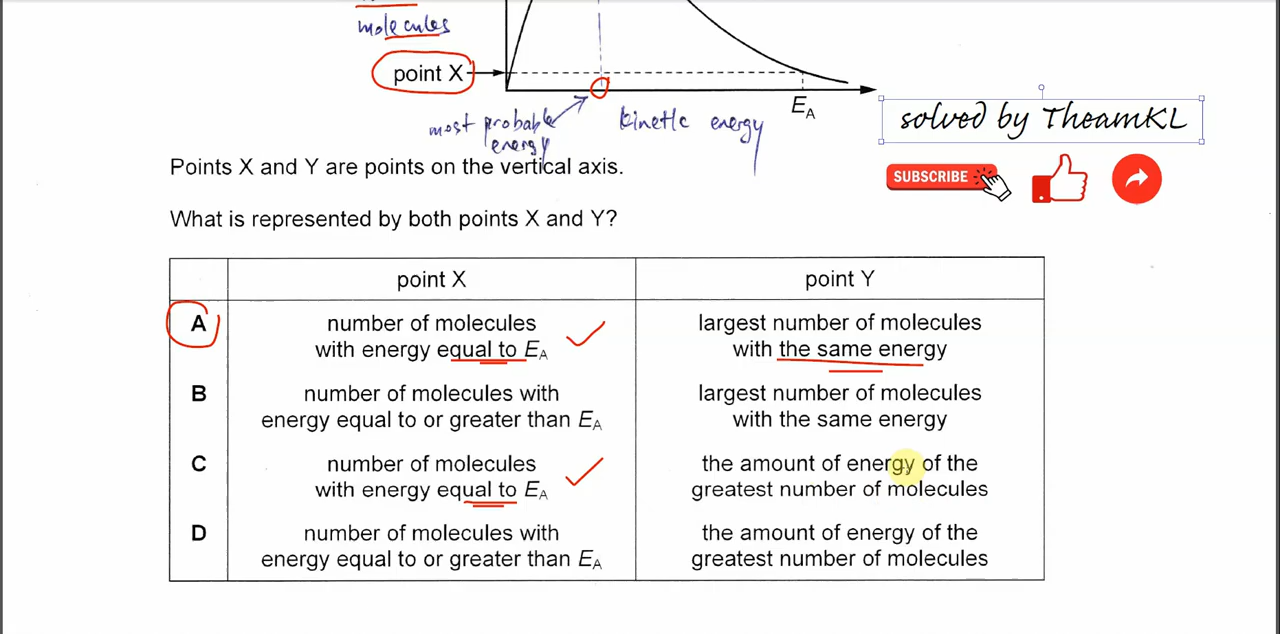 molecules
point X
E_A
most probable
energy
kinetic energy
solved by TheamKL
SUBSCRIBE
Points X and Y are points on the vertical axis.
What is represented by both points X and Y?
point X
point Y
A
number of molecules
with energy equal to E_A
largest number of molecules
with the same energy
B
number of molecules with
energy equal to or greater than E_A
largest number of molecules
with the same energy
C
number of molecules
with energy equal to E_A
the amount of energy of the
greatest number of molecules
D
number of molecules with
energy equal to or greater than E_A
the amount of energy of the
greatest number of molecules